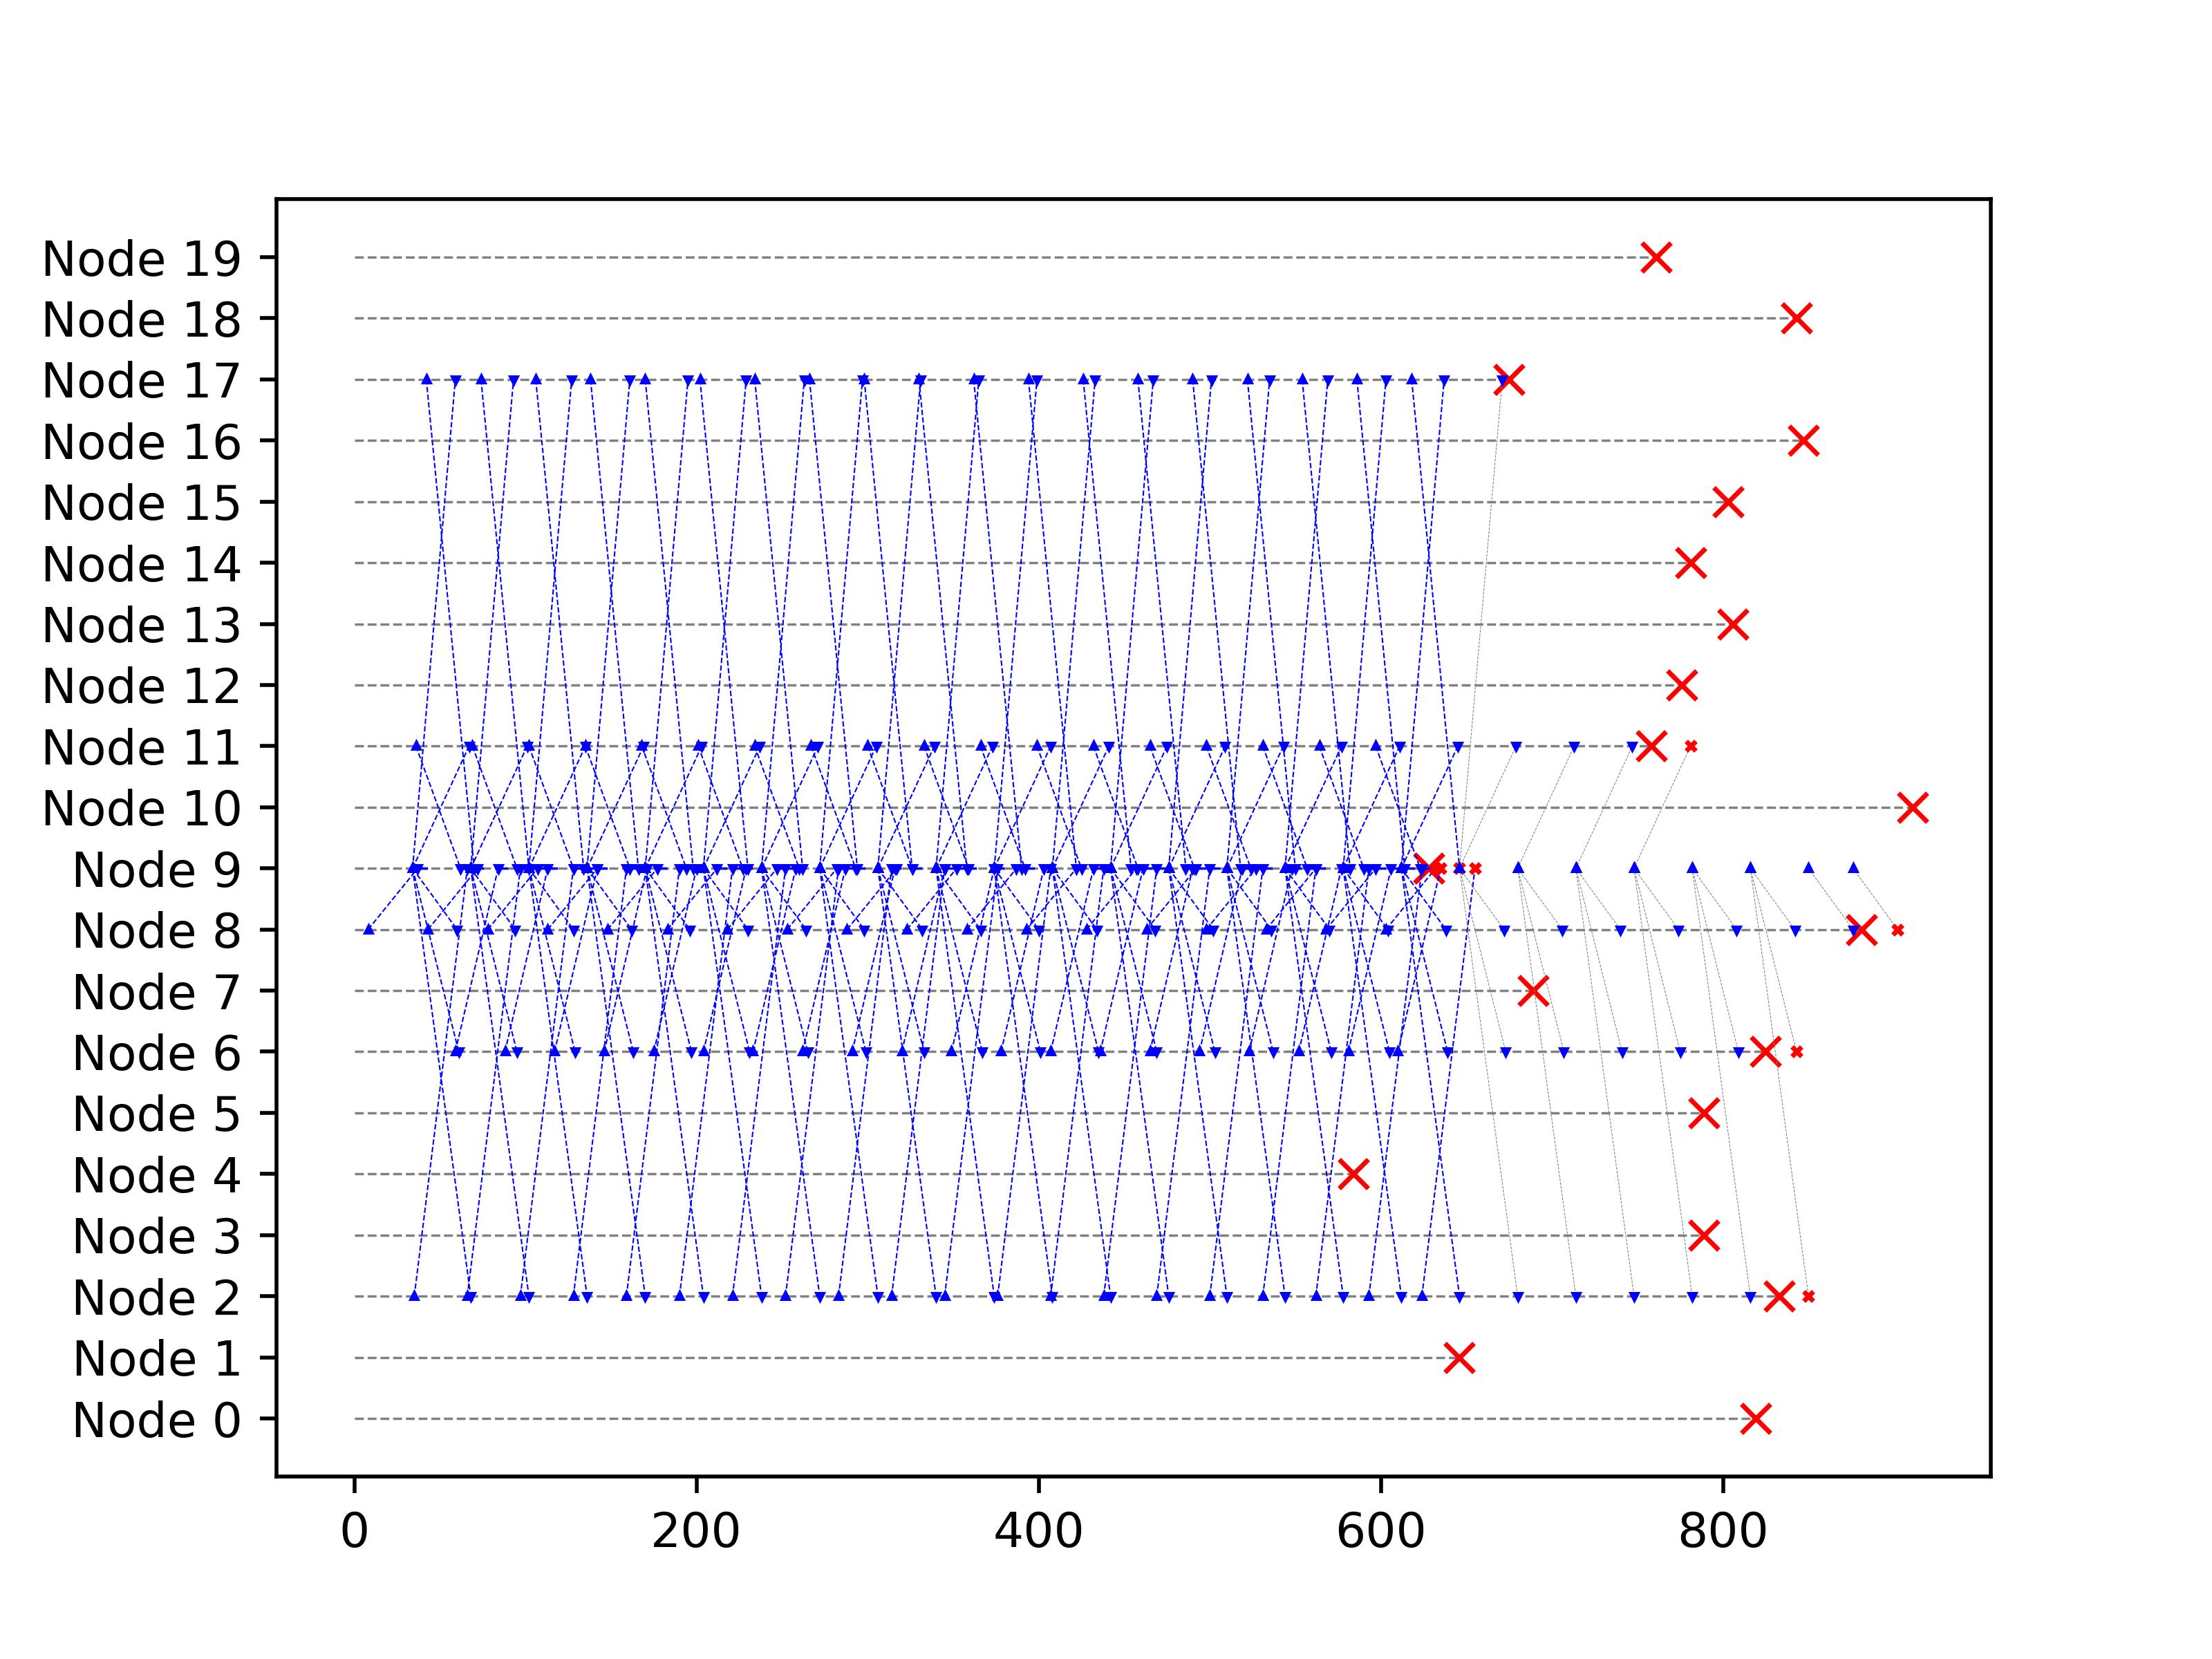 Node 19
Node 18
Node 17
Node 16
Node 15
Node 14
Node 13
Node 12
Node 11
Node 10
Node 9
Node 8
Node 7
Node 6
Node 5
Node 4
Node 3
Node 2
Node 1
Node 0
0 200 400 600 800